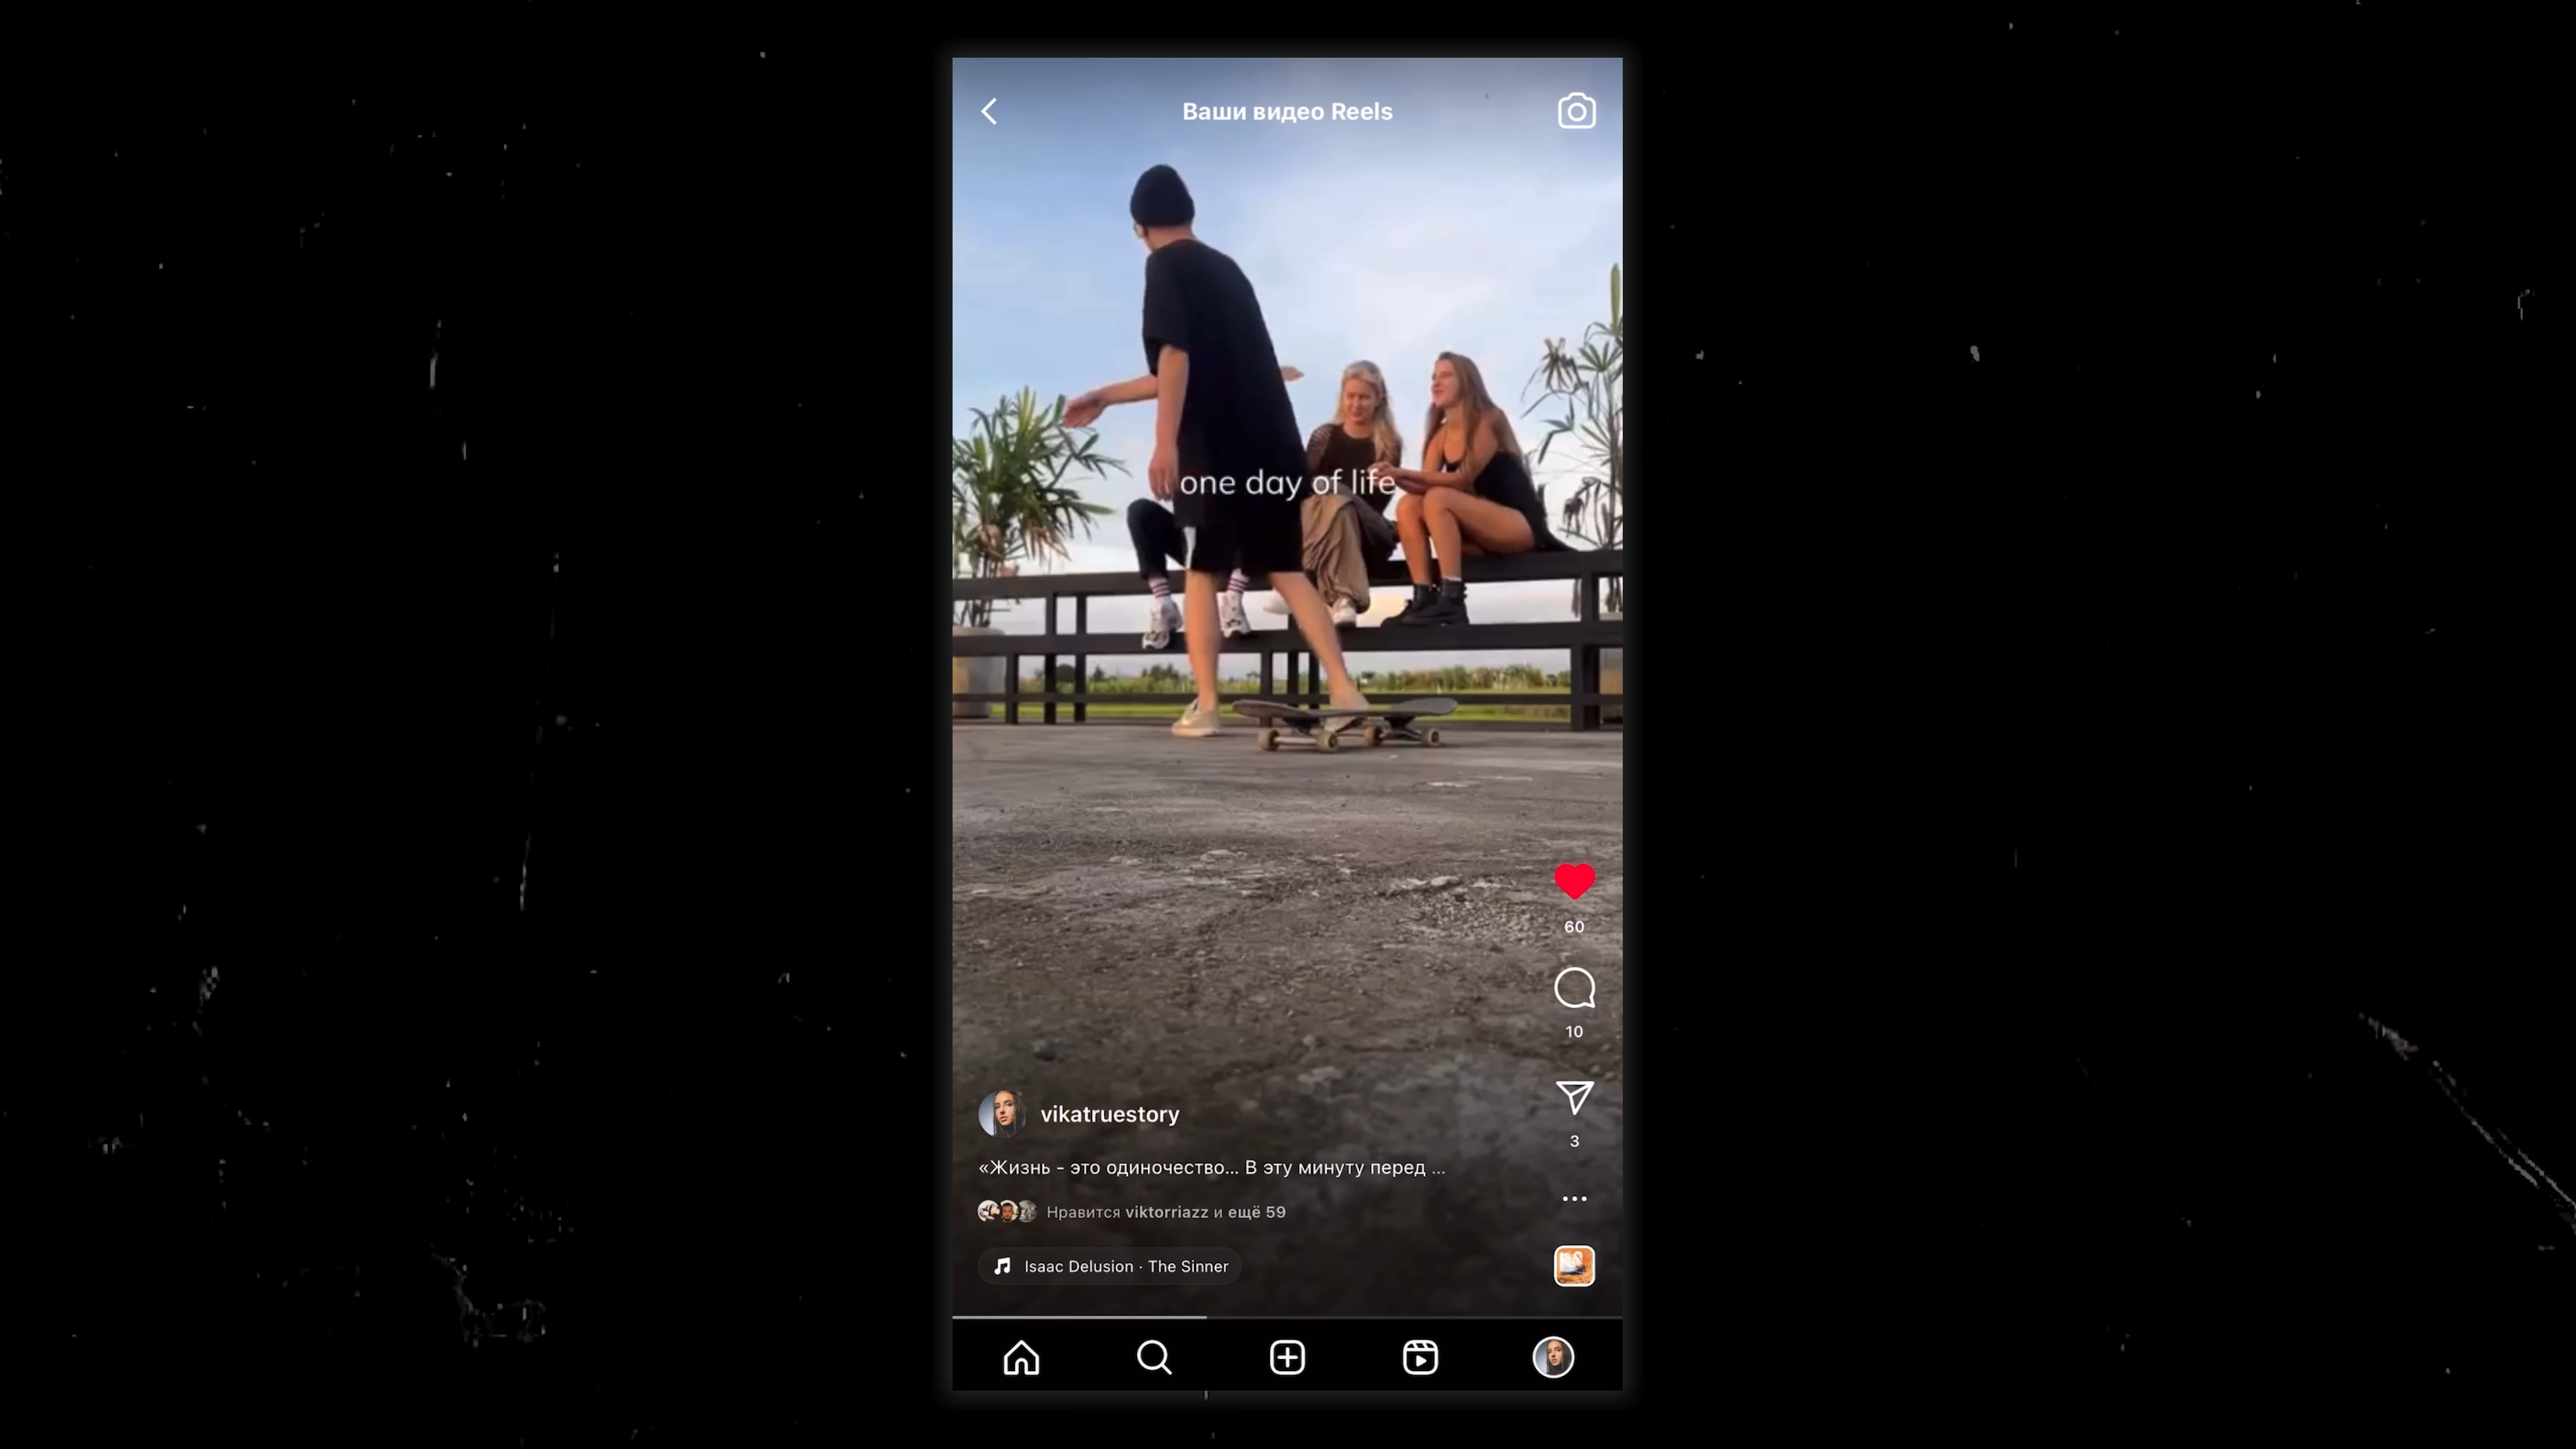 Ваши видео Reels
one day of life
60
10
3
vikatruestory
«Жизнь - это одиночество... В эту минуту перед ...
Нравится viktorriazz и ещё 59
Isaac Delusion · The Sinner